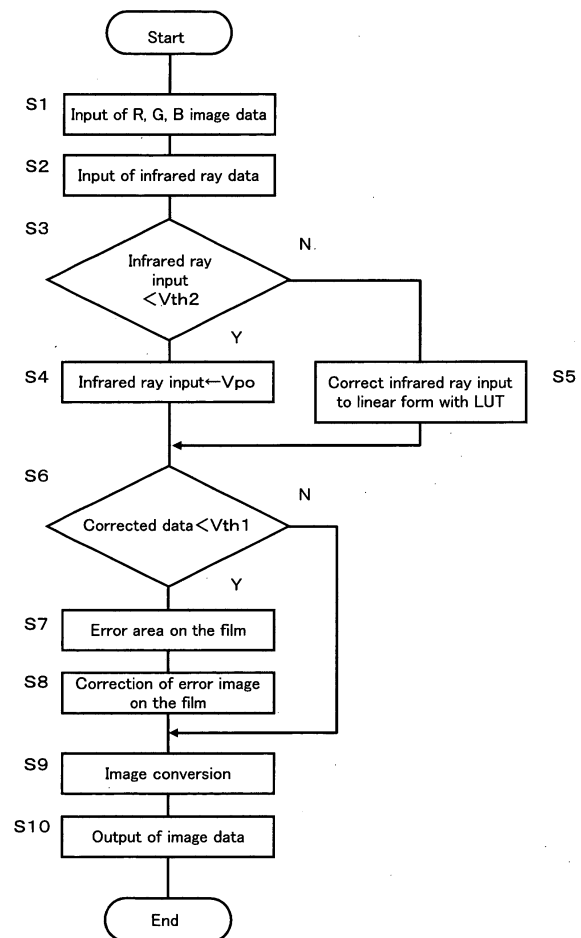 Start
S1
Input of R, G, B image data
S2
Input of infrared ray data
S3
N
Infrared ray
input
<Vth2
Y
S4
Infrared ray input←Vpo
Correct infrared ray input
to linear form with LUT
S5
S6
N
Corrected data<Vth1
Y
S7
Error area on the film
S8
Correction of error image
on the film
S9
Image conversion
S10
Output of image data
End